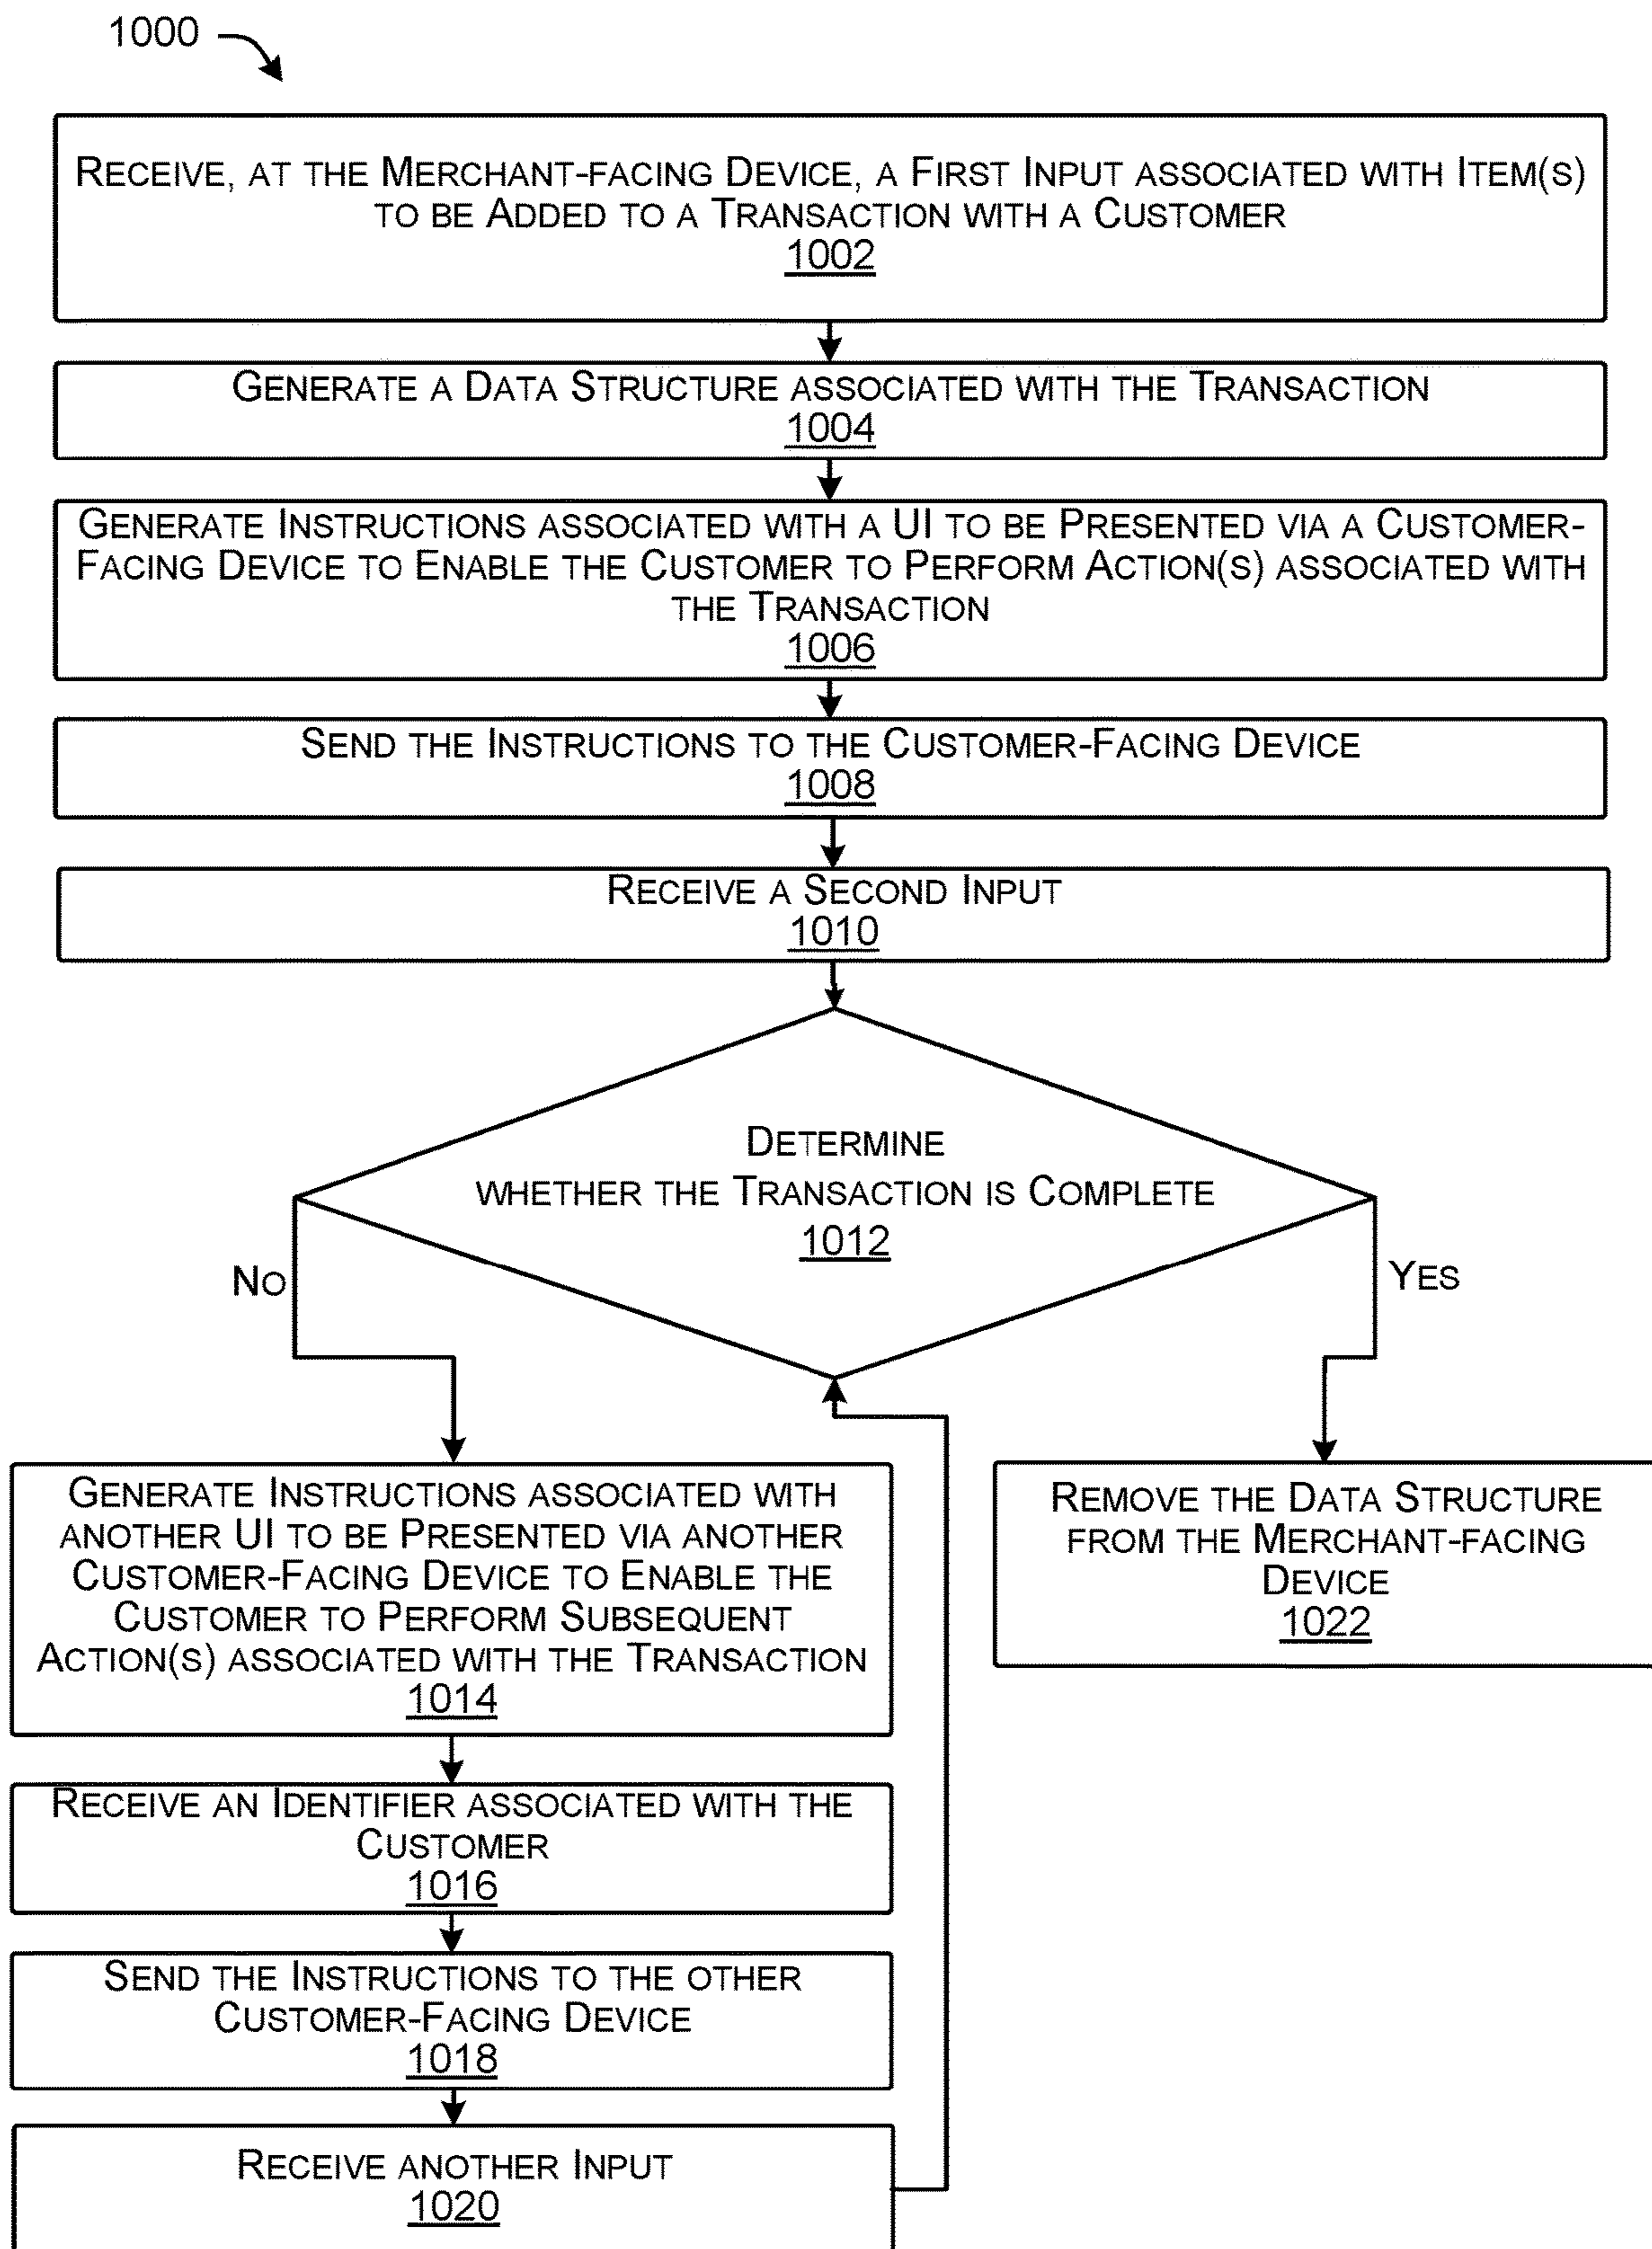 1000
RECEIVE, AT THE MERCHANT-FACING DEVICE, A FIRST INPUT ASSOCIATED WITH ITEM(S)
TO BE ADDED TO A TRANSACTION WITH A CUSTOMER
1002
GENERATE A DATA STRUCTURE ASSOCIATED WITH THE TRANSACTION
1004
GENERATE INSTRUCTIONS ASSOCIATED WITH A UI TO BE PRESENTED VIA A CUSTOMER-
FACING DEVICE TO ENABLE THE CUSTOMER TO PERFORM ACTION(S) ASSOCIATED WITH
THE TRANSACTION
1006
SEND THE INSTRUCTIONS TO THE CUSTOMER-FACING DEVICE
1008
RECEIVE A SECOND INPUT
1010
DETERMINE
WHETHER THE TRANSACTION IS COMPLETE
1012
NO
YES
GENERATE INSTRUCTIONS ASSOCIATED WITH
ANOTHER UI TO BE PRESENTED VIA ANOTHER
CUSTOMER-FACING DEVICE TO ENABLE THE
CUSTOMER TO PERFORM SUBSEQUENT
ACTION(S) ASSOCIATED WITH THE TRANSACTION
1014
REMOVE THE DATA STRUCTURE
FROM THE MERCHANT-FACING
DEVICE
1022
RECEIVE AN IDENTIFIER ASSOCIATED WITH THE
CUSTOMER
1016
SEND THE INSTRUCTIONS TO THE OTHER
CUSTOMER-FACING DEVICE
1018
RECEIVE ANOTHER INPUT
1020